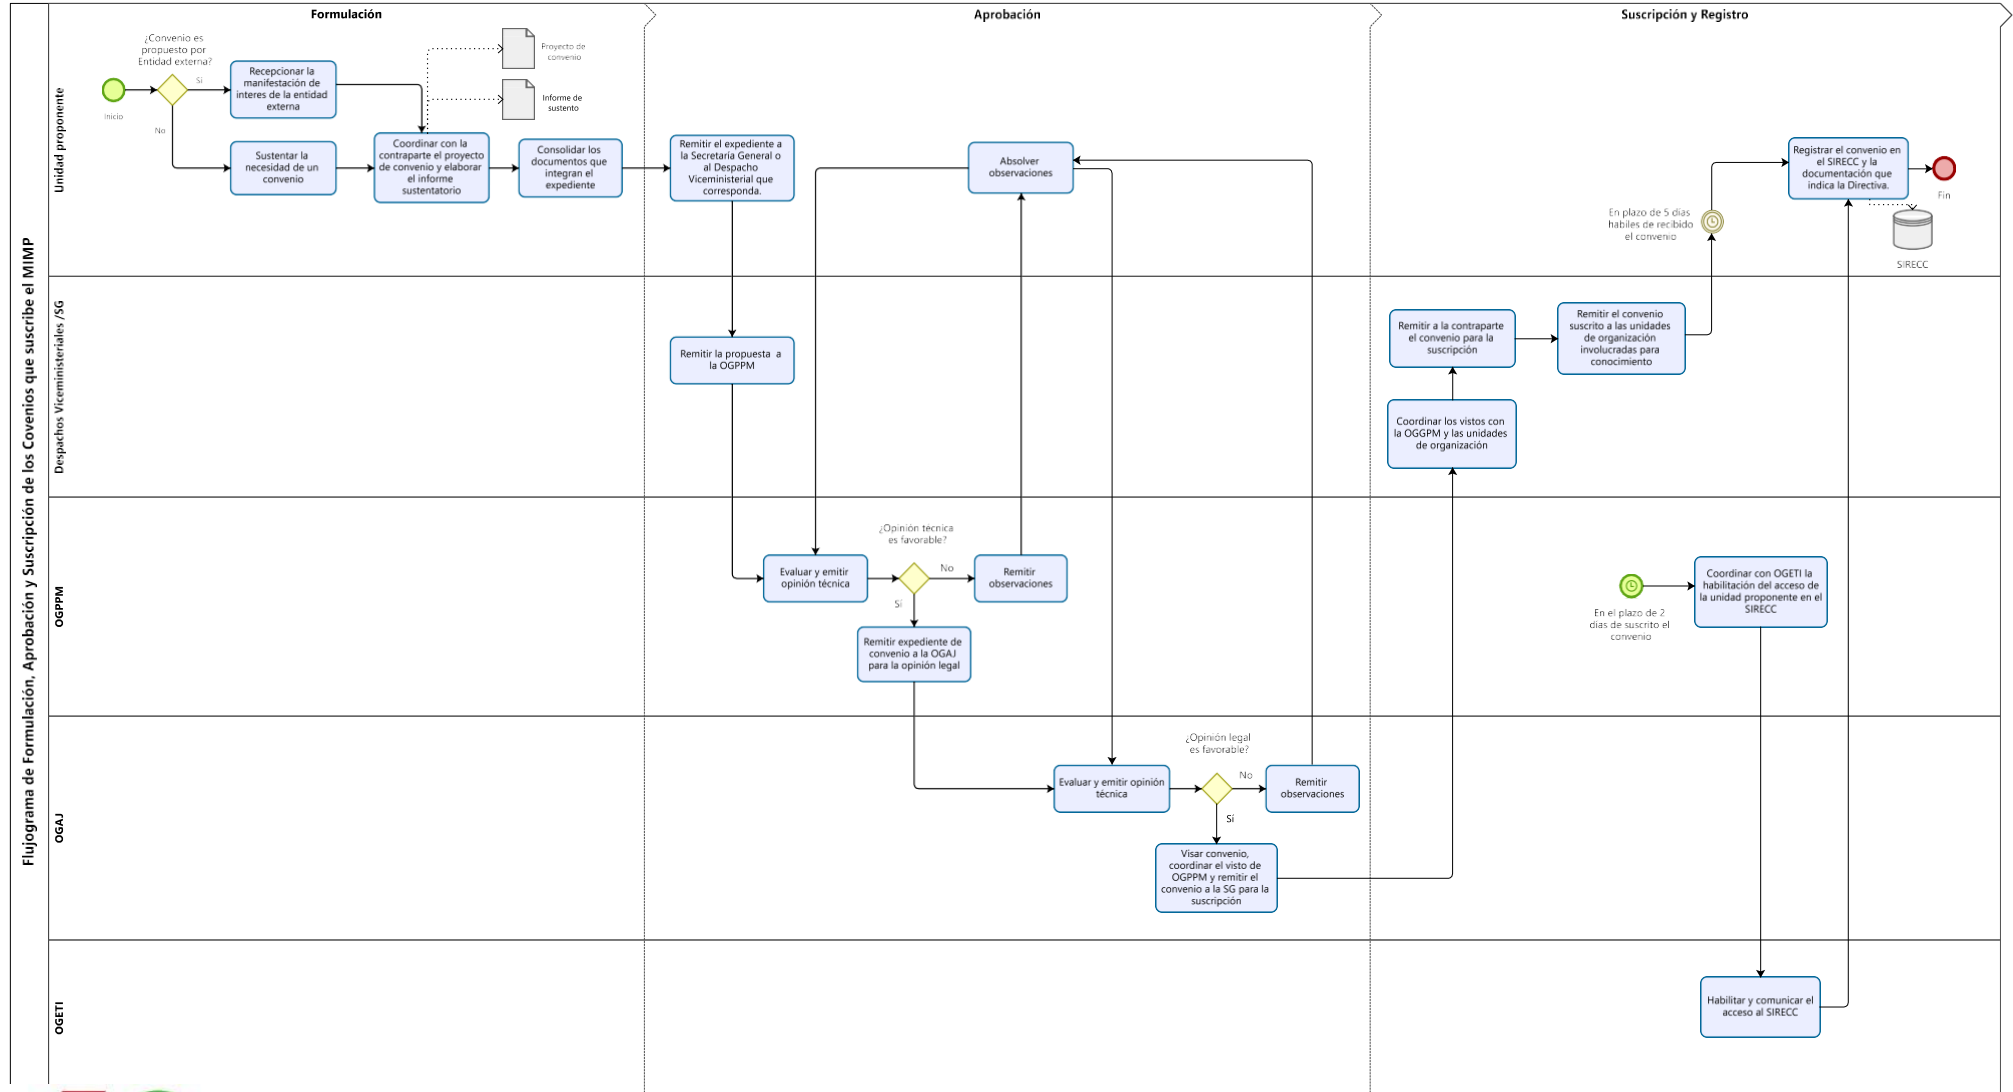 Formulación
Aprobación
Suscripción y Registro
Flujograma de Formulación, Aprobación y Suscripción de los Covenios que suscribe el MIMP
Unidad proponente
¿Convenio es
propuesto por
Entidad externa?
Inicio
Si
No
Recepcionar la
manifestación de
interes de la entidad
externa
Sustentar la
necesidad de un
convenio
Coordinar con la
contraparte el proyecto
de convenio y elaborar
el informe
sustentatorio
Proyecto de
convenio
Informe de
sustento
Consolidar los
documentos que
integran el
expediente
Remitir el expediente a
la Secretaría General o
al Despacho
Viceministerial que
corresponda.
Absolver
observaciones
En plazo de 5 días
habiles de recibido
el convenio
Registrar el convenio en
el SIRECC y la
documentación que
indica la Directiva.
Fin
SIRECC
Despachos Viceministeriales /SG
Remitir la propuesta a
la OGPPM
Remitir a la contraparte
el convenio para la
suscripción
Remitir el convenio
suscrito a las unidades
de organización
involucradas para
conocimiento
Coordinar los vistos con
la OGGPM y las unidades
de organización
OGPPM
Evaluar y emitir
opinión técnica
¿Opinión técnica
es favorable?
No
Sí
Remitir
observaciones
Remitir expediente de
convenio a la OGAJ
para la opinión legal
En el plazo de 2
días de suscrito el
convenio
Coordinar con OGETI la
habilitación del acceso de
la unidad proponente en el
SIRECC
OGAJ
Evaluar y emitir opinión
técnica
¿Opinión legal
es favorable?
No
Sí
Remitir
observaciones
Visar convenio,
coordinar el visto de
OGPPM y remitir el
convenio a la SG para la
suscripción
OGETI
Habilitar y comunicar el
acceso al SIRECC